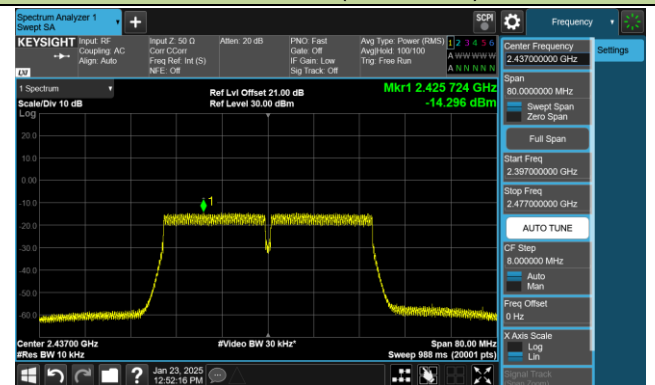 Spectrum Analyzer 1
Swept SA
+
SCPI
Frequency
KEYSIGHT
Input: RF
Coupling: AC
Align: Auto
Input Z: 50 Ω
Corr CCorr
Freq Ref: Int (S)
NFE: Off
Atten: 20 dB
PNO: Fast
Gate: Off
IF Gain: Low
Sig Track: Off
Avg Type: Power (RMS)
Avg|Hold: 100/100
Trig: Free Run
1 2 3 4 5 6
A W W W W W
A N N N N N
LXI
Center Frequency
2.437000000 GHz
Settings
Span
80.0000000 MHz
Swept Span
Zero Span
Full Span
Start Freq
2.397000000 GHz
Stop Freq
2.477000000 GHz
AUTO TUNE
CF Step
8.000000 MHz
Auto
Man
Freq Offset
0 Hz
X Axis Scale
Log
Lin
Signal Track
1 Spectrum
Scale/Div 10 dB
Log
Ref Lvl Offset 21.00 dB
Ref Level 30.00 dBm
Mkr1 2.425 724 GHz
-14.296 dBm
20.0
10.0
0.00
-10.0
-20.0
-30.0
-40.0
-50.0
-60.0
1
Center 2.43700 GHz
#Res BW 10 kHz
#Video BW 30 kHz*
Span 80.00 MHz
Sweep 988 ms (20001 pts)
?
Jan 23, 2025
12:52:16 PM